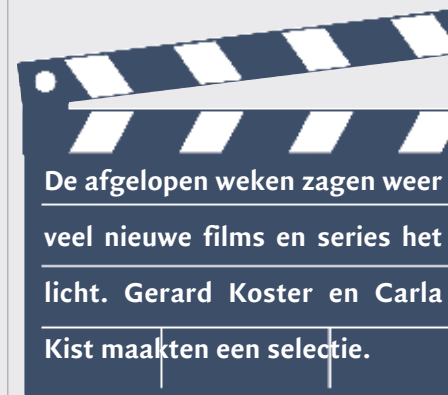 De afgelopen weken zagen weer
veel nieuwe films en series het
licht. Gerard Koster en Carla
Kist maakten een selectie.